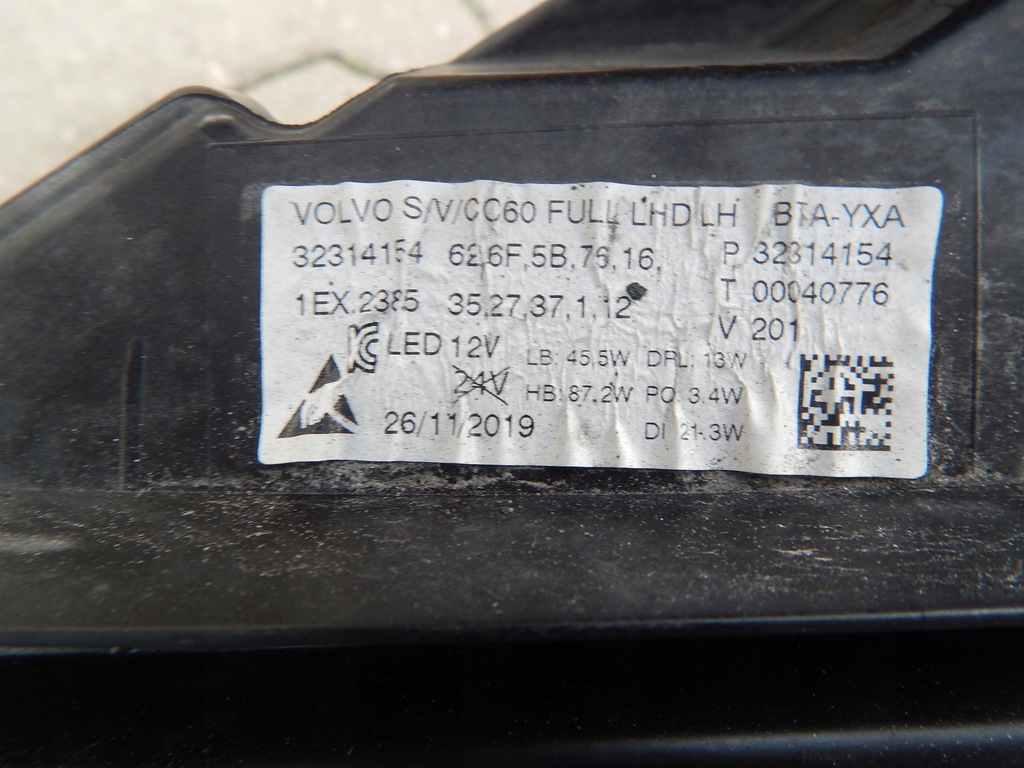 VOLVO S/V/CC60 FULL LHD LH BTA-YXA
32314154 62,6F,5B,76,16, P 32314154
1EX.2385 35,27,37,1,12 T 00040776
V 201
LED 12V LB: 45.5W DRL: 13W
24V HB: 87.2W PO: 3.4W
26/11/2019 DI 21.3W